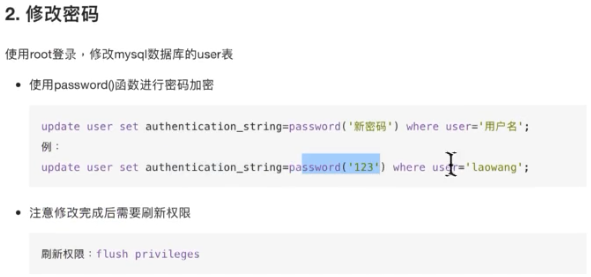 2. 修改密码
使用root登录，修改mysql数据库的user表
使用password()函数进行密码加密
update user set authentication_string=password('新密码') where user='用户名';
例：
update user set authentication_string=password('123') where user='laowang';
注意修改完成后需要刷新权限
刷新权限：flush privileges